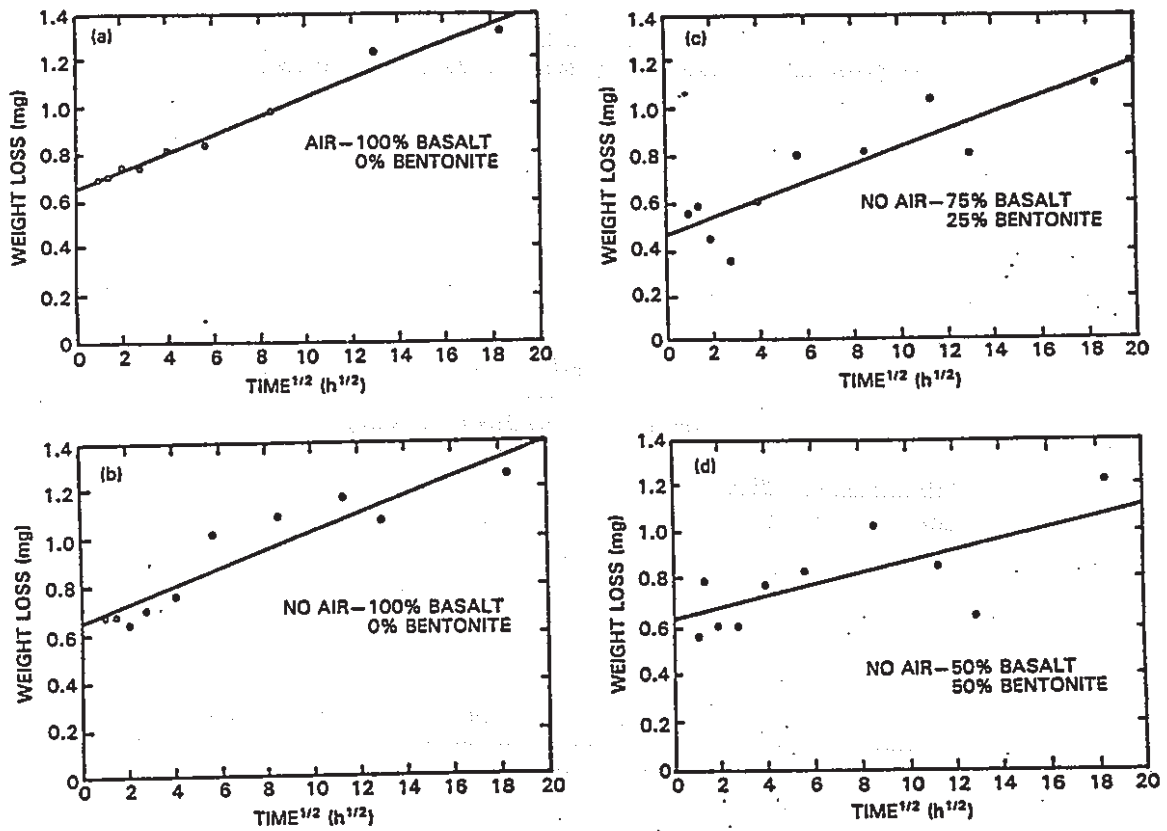 (a)
1.4
1.2
1.0
0.8
0.6
0.4
0.2
0
WEIGHT LOSS (mg)
AIR—100% BASALT
0% BENTONITE
2 4 6 8 10 12 14 16 18 20
TIME^1/2 (h^1/2)
(c)
1.4
1.2
1.0
0.8
0.6
0.4
0.2
0
WEIGHT LOSS (mg)
NO AIR—75% BASALT
25% BENTONITE
0 2 4 6 8 10 12 14 16 18 20
TIME^1/2 (h^1/2)
(b)
1.4
1.2
1.0
0.8
0.6
0.4
0.2
0
WEIGHT LOSS (mg)
NO AIR—100% BASALT
0% BENTONITE
0 2 4 6 8 10 12 14 16 18 20
TIME^1/2 (h^1/2)
(d)
1.4
1.2
1.0
0.8
0.6
0.4
0.2
0
WEIGHT LOSS (mg)
NO AIR—50% BASALT
50% BENTONITE
0 2 4 6 8 10 12 14 16 18 20
TIME^1/2 (h^1/2)